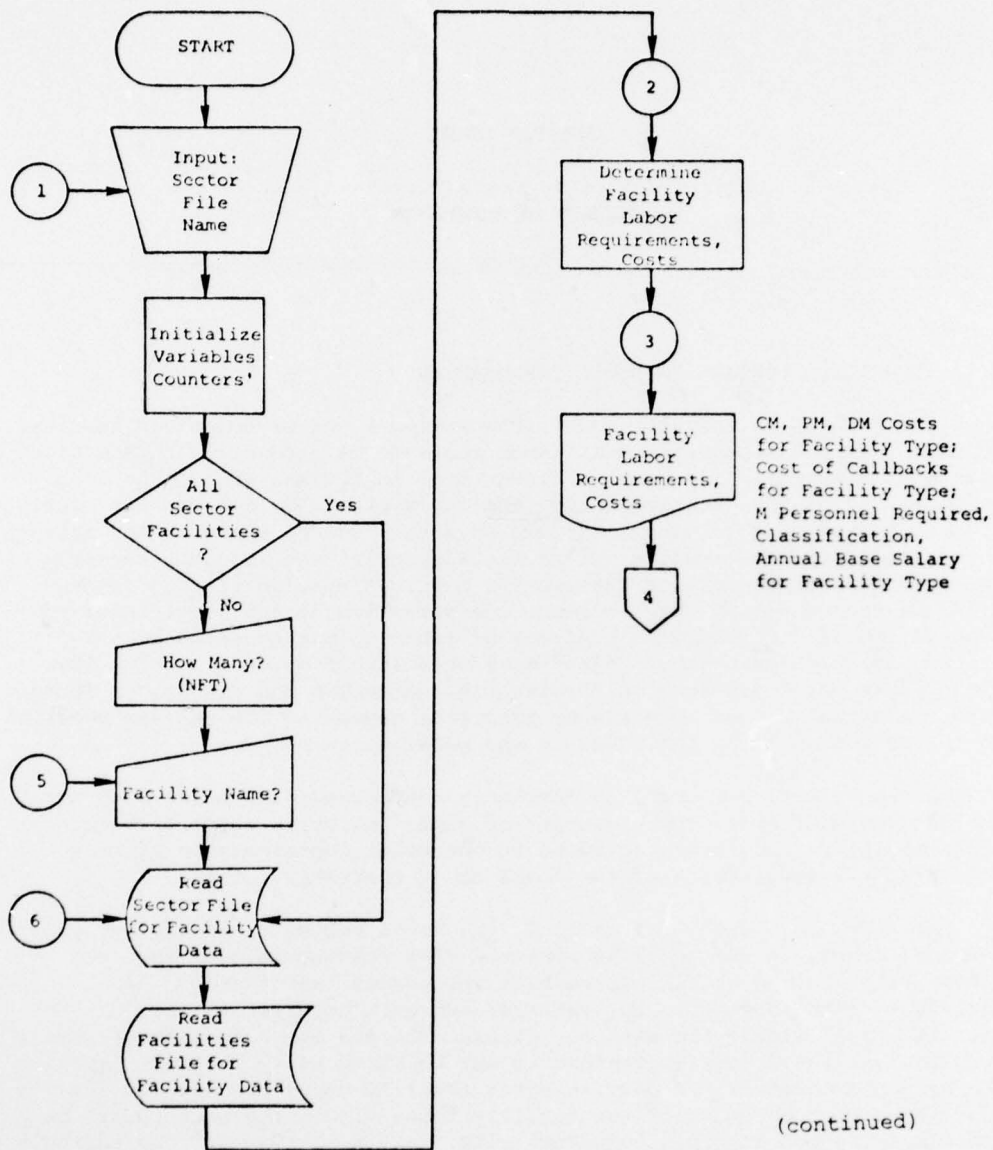 START
1
Input:
Sector
File
Name
Initialize
Variables
Counters'
All
Sector
Facilities
?
Yes
No
How Many?
(NFT)
5
Facility Name?
6
Read
Sector File
for Facility
Data
Read
Facilities
File for
Facility Data
2
Determine
Facility
Labor
Requirements,
Costs
3
Facility
Labor
Requirements,
Costs
CM, PM, DM Costs
for Facility Type;
Cost of Callbacks
for Facility Type;
M Personnel Required,
Classification,
Annual Base Salary
for Facility Type
4
(continued)